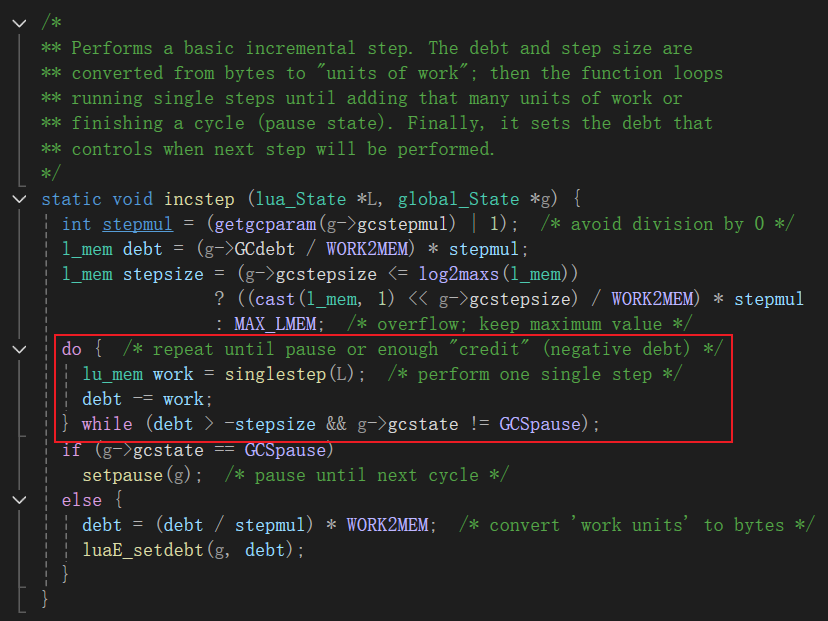 /*
** Performs a basic incremental step. The debt and step size are
** converted from bytes to "units of work"; then the function loops
** running single steps until adding that many units of work or
** finishing a cycle (pause state). Finally, it sets the debt that
** controls when next step will be performed.
*/
static void incstep (lua_State *L, global_State *g) {
  int stepmul = (getgcparam(g->gcstepmul) | 1);  /* avoid division by 0 */
  l_mem debt = (g->GCdebt / WORK2MEM) * stepmul;
  l_mem stepsize = (g->gcstepsize <= log2maxs(l_mem))
                 ? ((cast(l_mem, 1) << g->gcstepsize) / WORK2MEM) * stepmul
                 : MAX_LMEM;  /* overflow; keep maximum value */
  do {  /* repeat until pause or enough "credit" (negative debt) */
    lu_mem work = singlestep(L);  /* perform one single step */
    debt -= work;
  } while (debt > -stepsize && g->gcstate != GCSpause);
  if (g->gcstate == GCSpause)
    setpause(g);  /* pause until next cycle */
  else {
    debt = (debt / stepmul) * WORK2MEM;  /* convert 'work units' to bytes */
    luaE_setdebt(g, debt);
  }
}